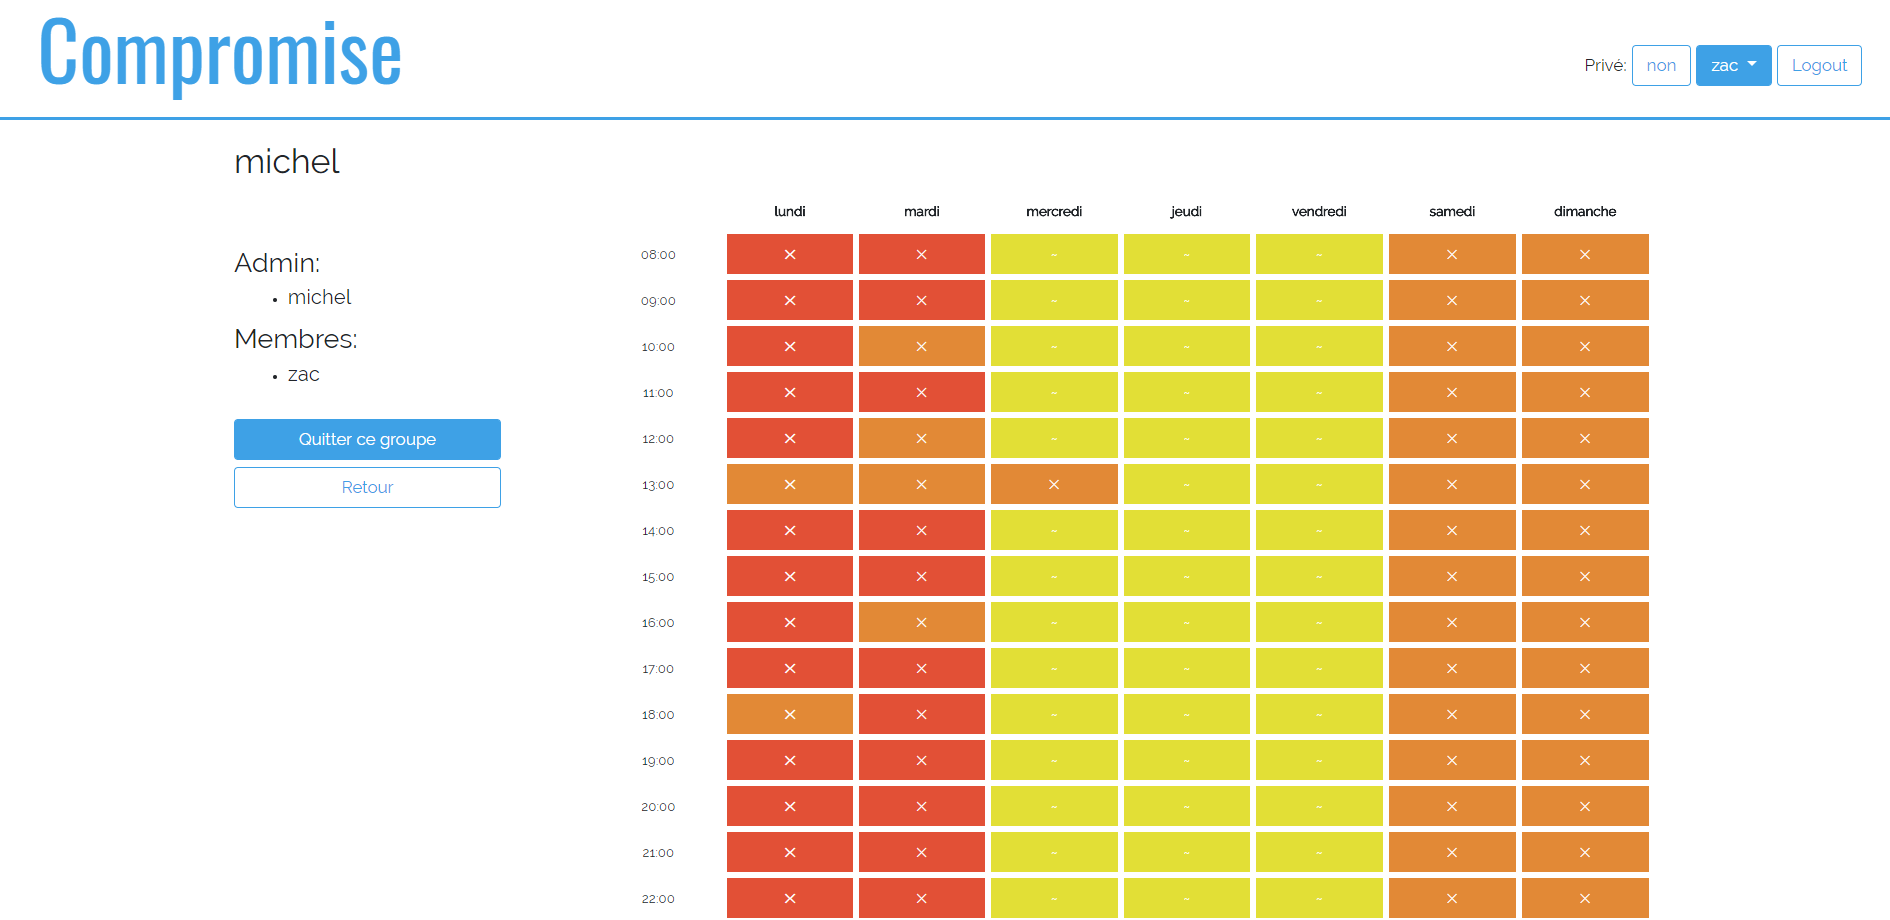 Compromise
Privé: non zac Logout
michel
lundi mardi mercredi jeudi vendredi samedi dimanche
Admin:
michel
Membres:
zac
Quitter ce groupe
Retour
08:00 × × - - - × ×
09:00 × × - - - × ×
10:00 × × - - - × ×
11:00 × × - - - × ×
12:00 × × - - - × ×
13:00 × × × - - × ×
14:00 × × - - - × ×
15:00 × × - - - × ×
16:00 × × - - - × ×
17:00 × × - - - × ×
18:00 × × - - - × ×
19:00 × × - - - × ×
20:00 × × - - - × ×
21:00 × × - - - × ×
22:00 × × - - - × ×